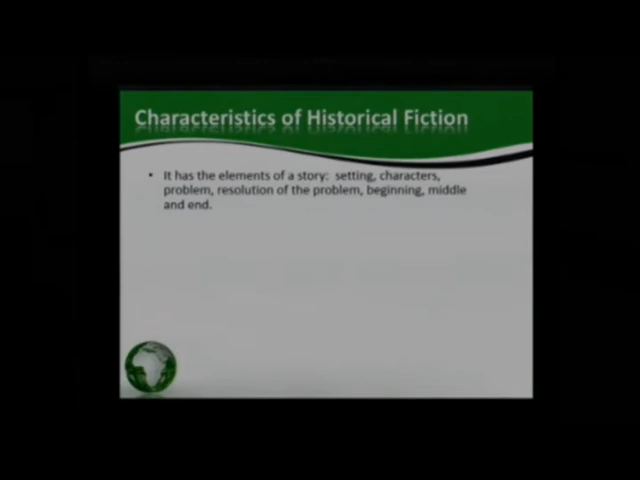 Characteristics of Historical Fiction
• It has the elements of a story: setting, characters,
problem, resolution of the problem, beginning, middle
and end.